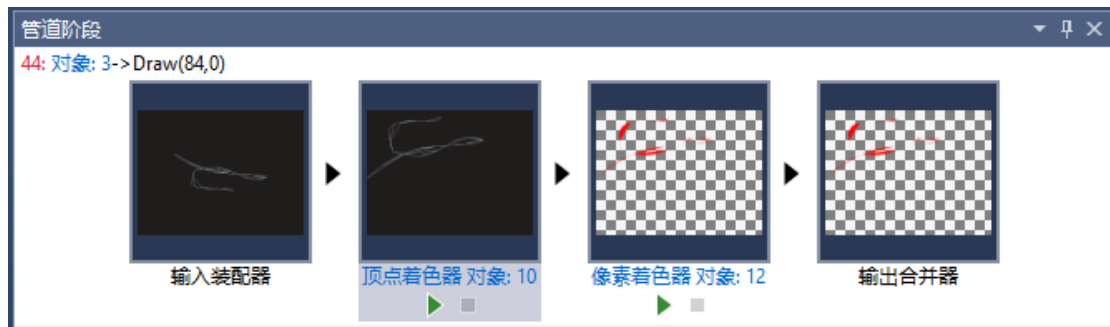 管道阶段
44: 对象: 3->Draw(84,0)
输入装配器
顶点着色器 对象: 10
像素着色器 对象: 12
输出合并器